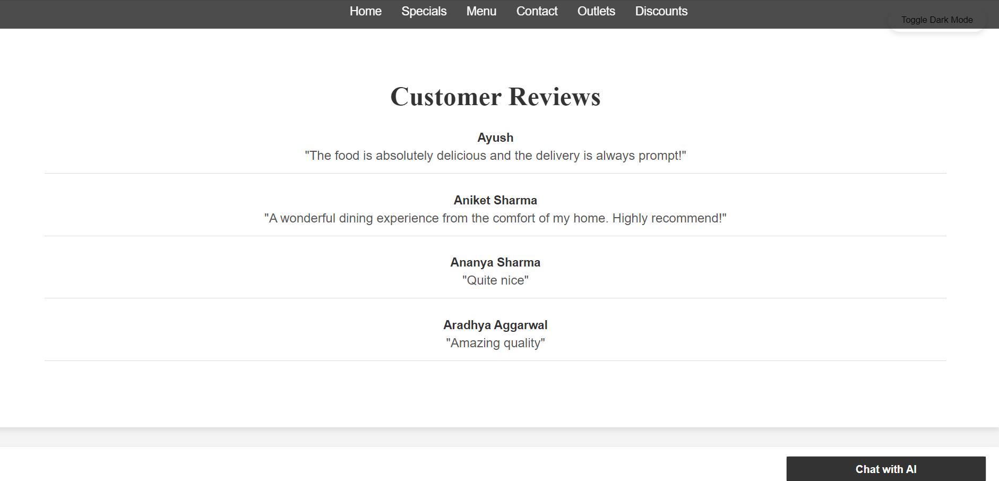 Home Specials Menu Contact Outlets Discounts
Toggle Dark Mode
Customer Reviews
Ayush
"The food is absolutely delicious and the delivery is always prompt!"
Aniket Sharma
"A wonderful dining experience from the comfort of my home. Highly recommend!"
Ananya Sharma
"Quite nice"
Aradhya Aggarwal
"Amazing quality"
Chat with AI